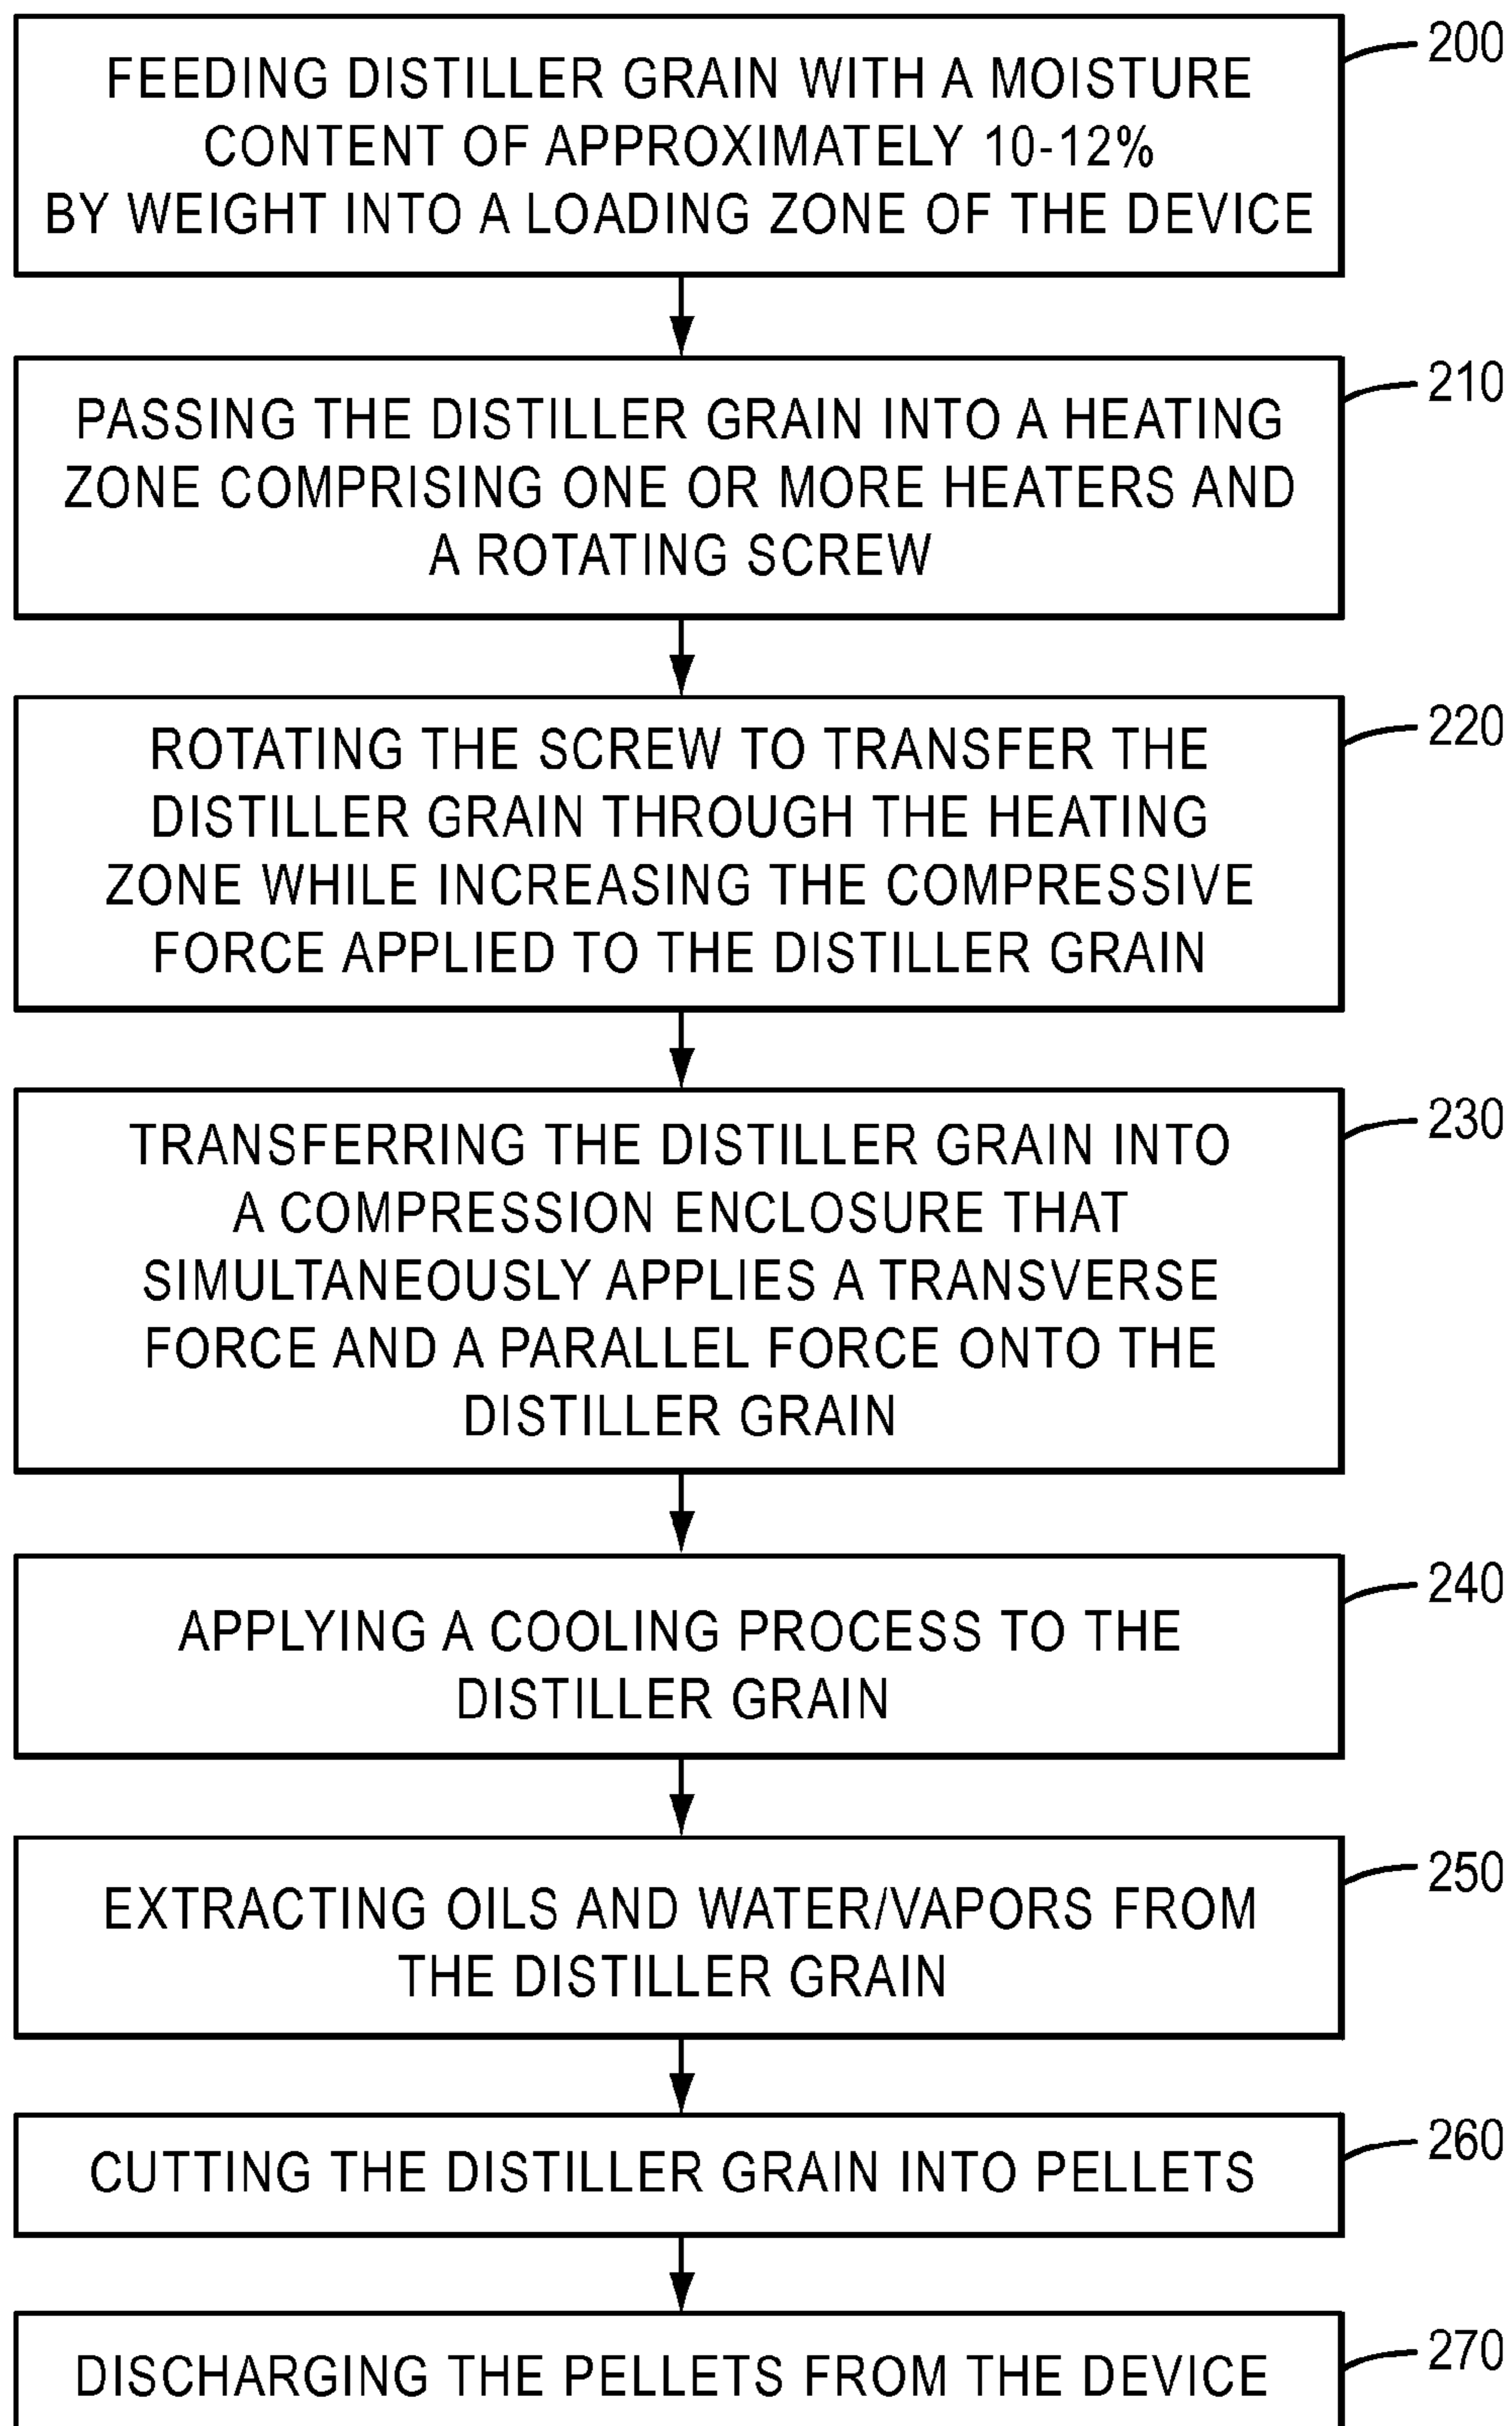 FEEDING DISTILLER GRAIN WITH A MOISTURE
CONTENT OF APPROXIMATELY 10-12%
BY WEIGHT INTO A LOADING ZONE OF THE DEVICE
200
PASSING THE DISTILLER GRAIN INTO A HEATING
ZONE COMPRISING ONE OR MORE HEATERS AND
A ROTATING SCREW
210
ROTATING THE SCREW TO TRANSFER THE
DISTILLER GRAIN THROUGH THE HEATING
ZONE WHILE INCREASING THE COMPRESSIVE
FORCE APPLIED TO THE DISTILLER GRAIN
220
TRANSFERRING THE DISTILLER GRAIN INTO
A COMPRESSION ENCLOSURE THAT
SIMULTANEOUSLY APPLIES A TRANSVERSE
FORCE AND A PARALLEL FORCE ONTO THE
DISTILLER GRAIN
230
APPLYING A COOLING PROCESS TO THE
DISTILLER GRAIN
240
EXTRACTING OILS AND WATER/VAPORS FROM
THE DISTILLER GRAIN
250
CUTTING THE DISTILLER GRAIN INTO PELLETS
260
DISCHARGING THE PELLETS FROM THE DEVICE
270